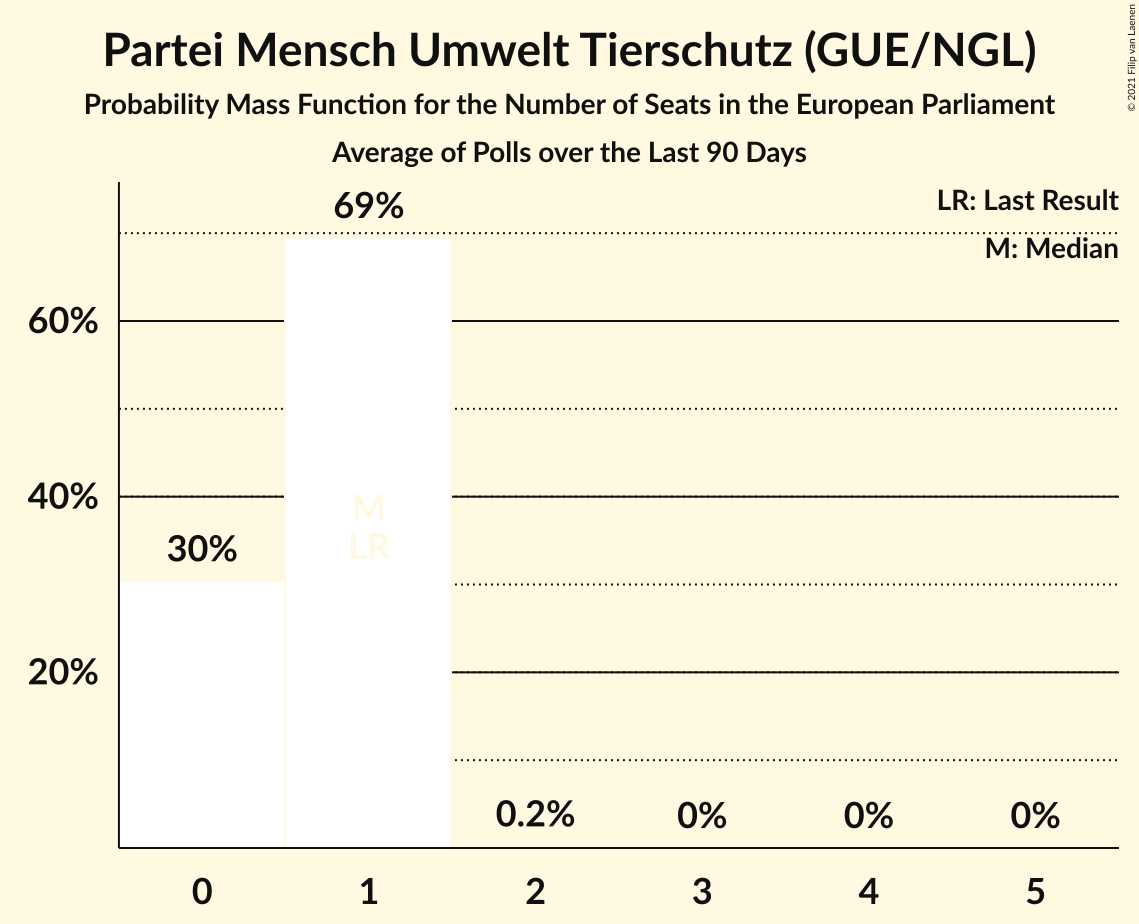 Partei Mensch Umwelt Tierschutz (GUE/NGL)
Probability Mass Function for the Number of Seats in the European Parliament
Average of Polls over the Last 90 Days
© 2021 Filip van Laenen
LR: Last Result
M: Median
69%
60%
40%
20%
30%
M
LR
0.2%
0%
0%
0%
0
1
2
3
4
5